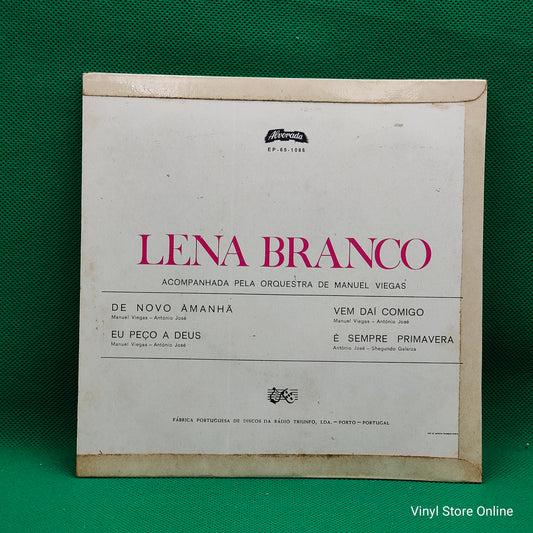 Alvorada
EP-65-1086
LENA BRANCO
ACOMPANHADA PELA ORQUESTRA DE MANUEL VIEGAS
DE NOVO AMANHÃ
Manuel Viegas – António José
EU PEÇO A DEUS
Manuel Viegas – António José
VEM DAÍ COMIGO
Manuel Viegas – António José
É SEMPRE PRIMAVERA
António José – Shegundo Galarza
FÁBRICA PORTUGUESA DE DISCOS DA RÁDIO TRIUNFO, LDA. – PORTO – PORTUGAL
Vinyl Store Online